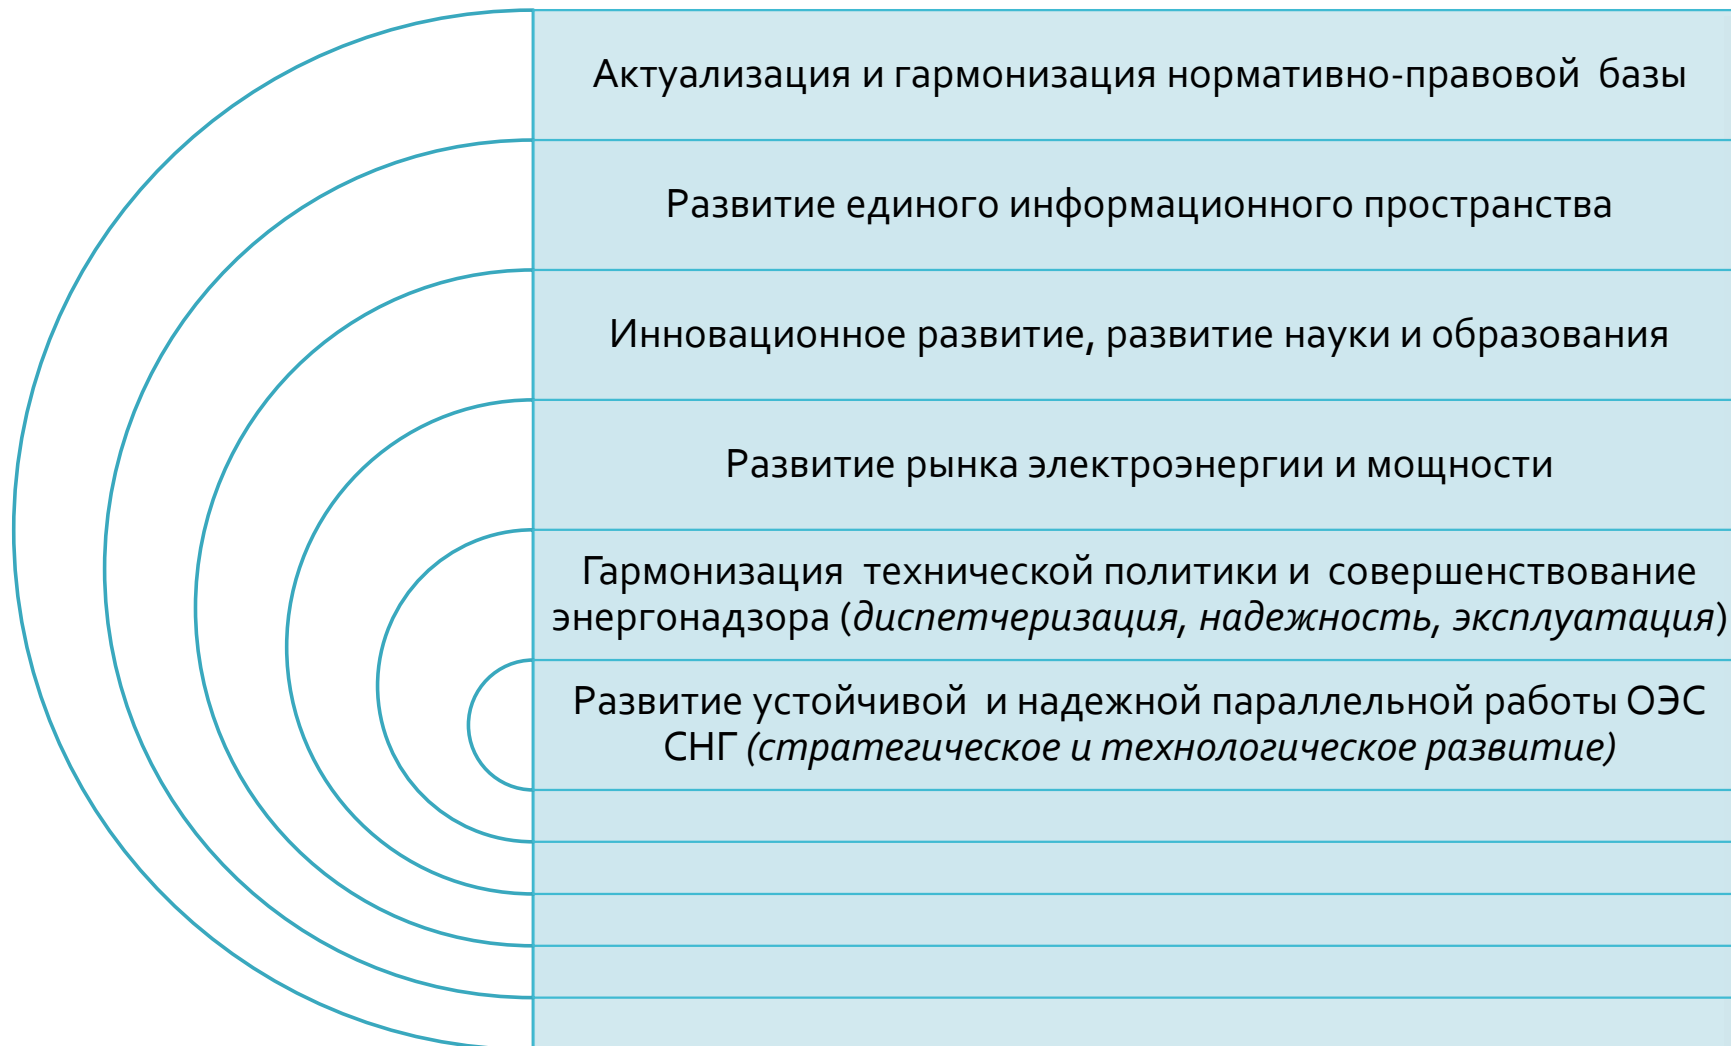 Актуализация и гармонизация нормативно-правовой базы
Развитие единого информационного пространства
Инновационное развитие, развитие науки и образования
Развитие рынка электроэнергии и мощности
Гармонизация технической политики и совершенствование
энергонадзора (диспетчеризация, надежность, эксплуатация)
Развитие устойчивой и надежной параллельной работы ОЭС
СНГ (стратегическое и технологическое развитие)